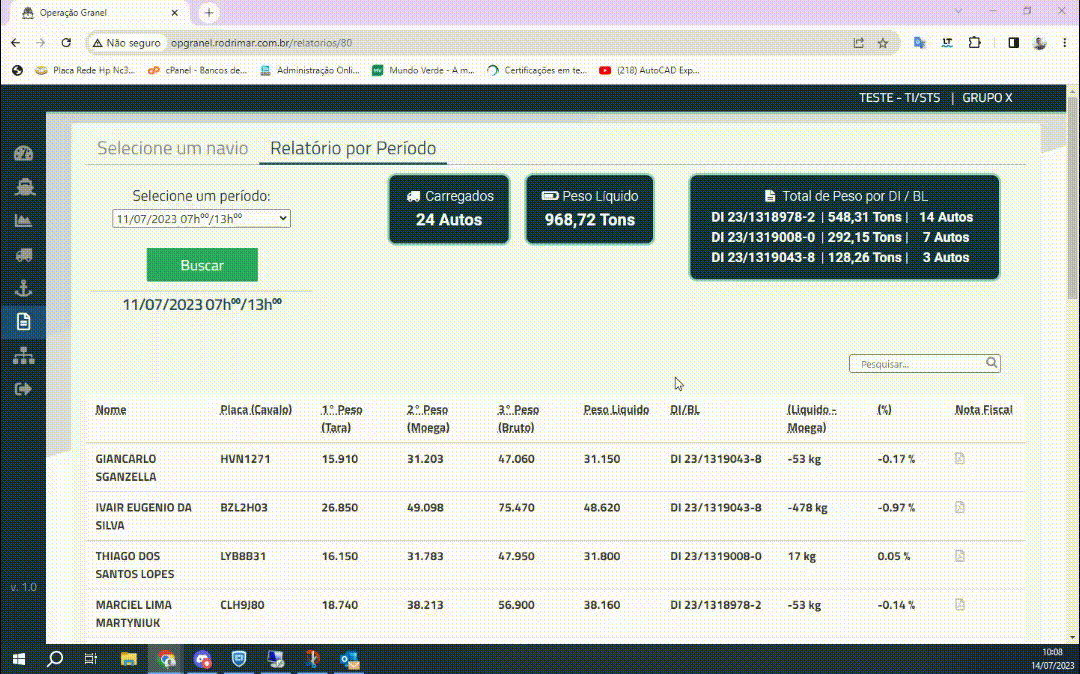 Operação Granel
Não seguro
opgranel.rodrimar.com.br/relatorios/80
Placa Rede Hp Nc3...
cPanel - Bancos de...
Administração Onli...
Mundo Verde - A m...
Certificações em te...
(218) AutoCAD Exp...
TESTE - TI/STS | GRUPO X
Selecione um navio
Relatório por Período
Selecione um período:
11/07/2023 07h⁰⁰/13h⁰⁰
Buscar
11/07/2023 07h⁰⁰/13h⁰⁰
Carregados
24 Autos
Peso Líquido
968,72 Tons
Total de Peso por DI / BL
DI 23/1318978-2 | 548,31 Tons | 14 Autos
DI 23/1319008-0 | 292,15 Tons | 7 Autos
DI 23/1319043-8 | 128,26 Tons | 3 Autos
Pesquisar...
Nome Placa (Cavalo) 1° Peso (Tara) 2° Peso (Moega) 3° Peso (Bruto) Peso Liquido DI/BL (Liquido - Moega) (%) Nota Fiscal
GIANCARLO SGANZELLA HVN1271 15.910 31.203 47.060 31.150 DI 23/1319043-8 -53 kg -0.17 %
IVAIR EUGENIO DA SILVA BZL2H03 26.850 49.098 75.470 48.620 DI 23/1319043-8 -478 kg -0.97 %
THIAGO DOS SANTOS LOPES LYB8B31 16.150 31.783 47.950 31.800 DI 23/1319008-0 17 kg 0.05 %
MARCIEL LIMA MARTYNIUK CLH9J80 18.740 38.213 56.900 38.160 DI 23/1318978-2 -53 kg -0.14 %
v. 1.0
10:08
14/07/2023